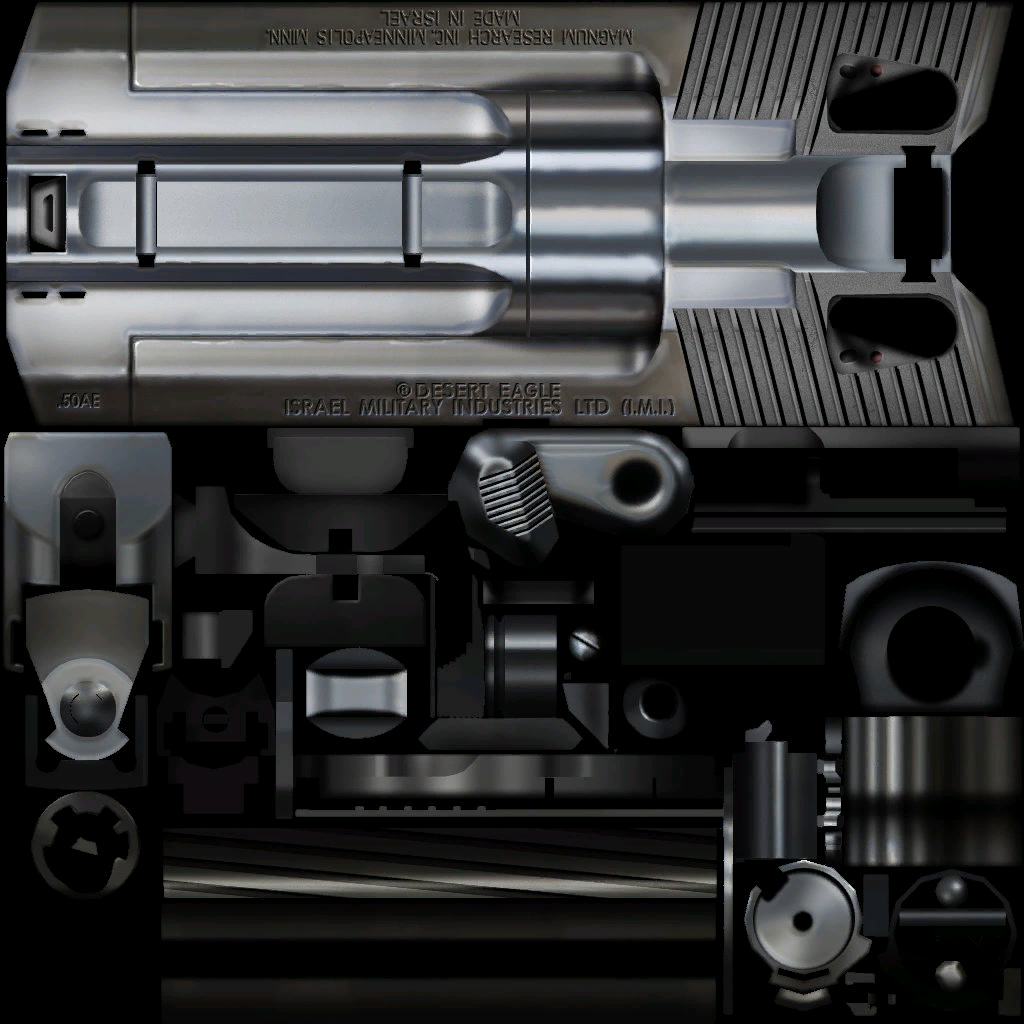 MAGNUM RESEARCH INC. MINNEAPOLIS MINN.
MADE IN ISRAEL
.50AE
® DESERT EAGLE
ISRAEL MILITARY INDUSTRIES LTD (I.M.I.)